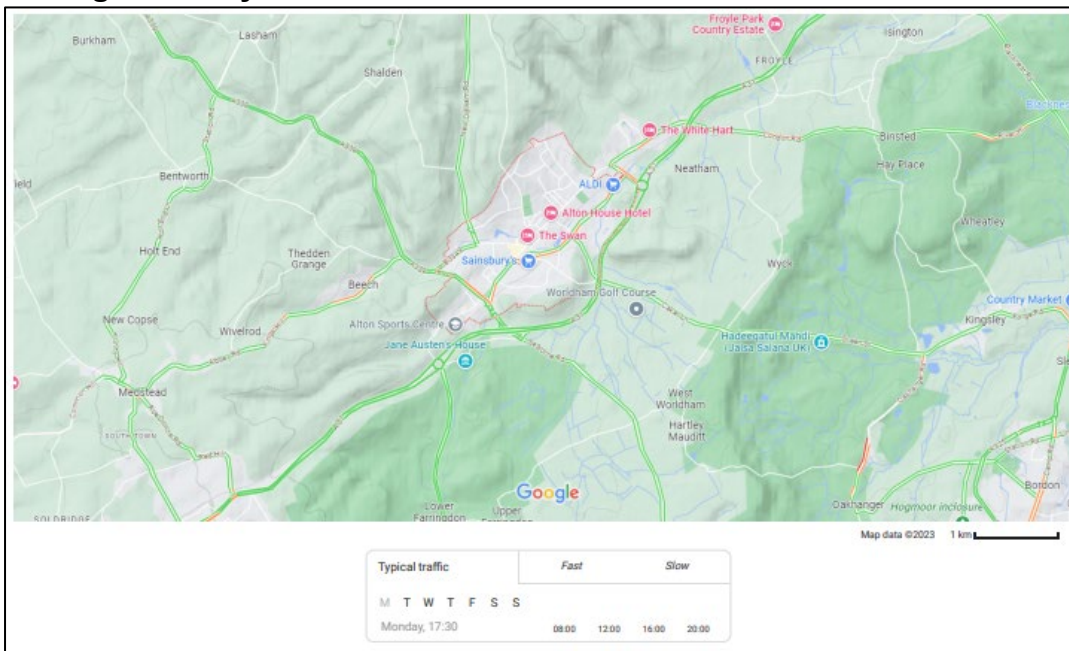 Froyle Park
Country Estate
Isington
Burkham
Lasham
FROYLE
Shalden
The White Hart
Binsted
Hay Place
Neatham
Bentworth
ALDI
Alton House Hotel
Wheatley
The Swan
Holt End
Thedden
Grange
Sainsbury's
Wyck
Beech
Worldham Golf Course
Country Market
New Copse
Kingsley
Wivelrod
Alton Sports Centre
Jane Austen's House
Hadeeqatul Mahdi
(Jalsa Salana UK)
Medstead
West
Worldham
Hartley
Mauditt
SOUTH TOWN
Bordon
Google
Lower
Farringdon
Upper
Oakhanger
Hogmoor inclosure
SOLDRIDGE
Map data ©2023 1 km
Typical traffic Fast Slow
M T W T F S S
Monday, 17:30 08:00 12:00 16:00 20:00